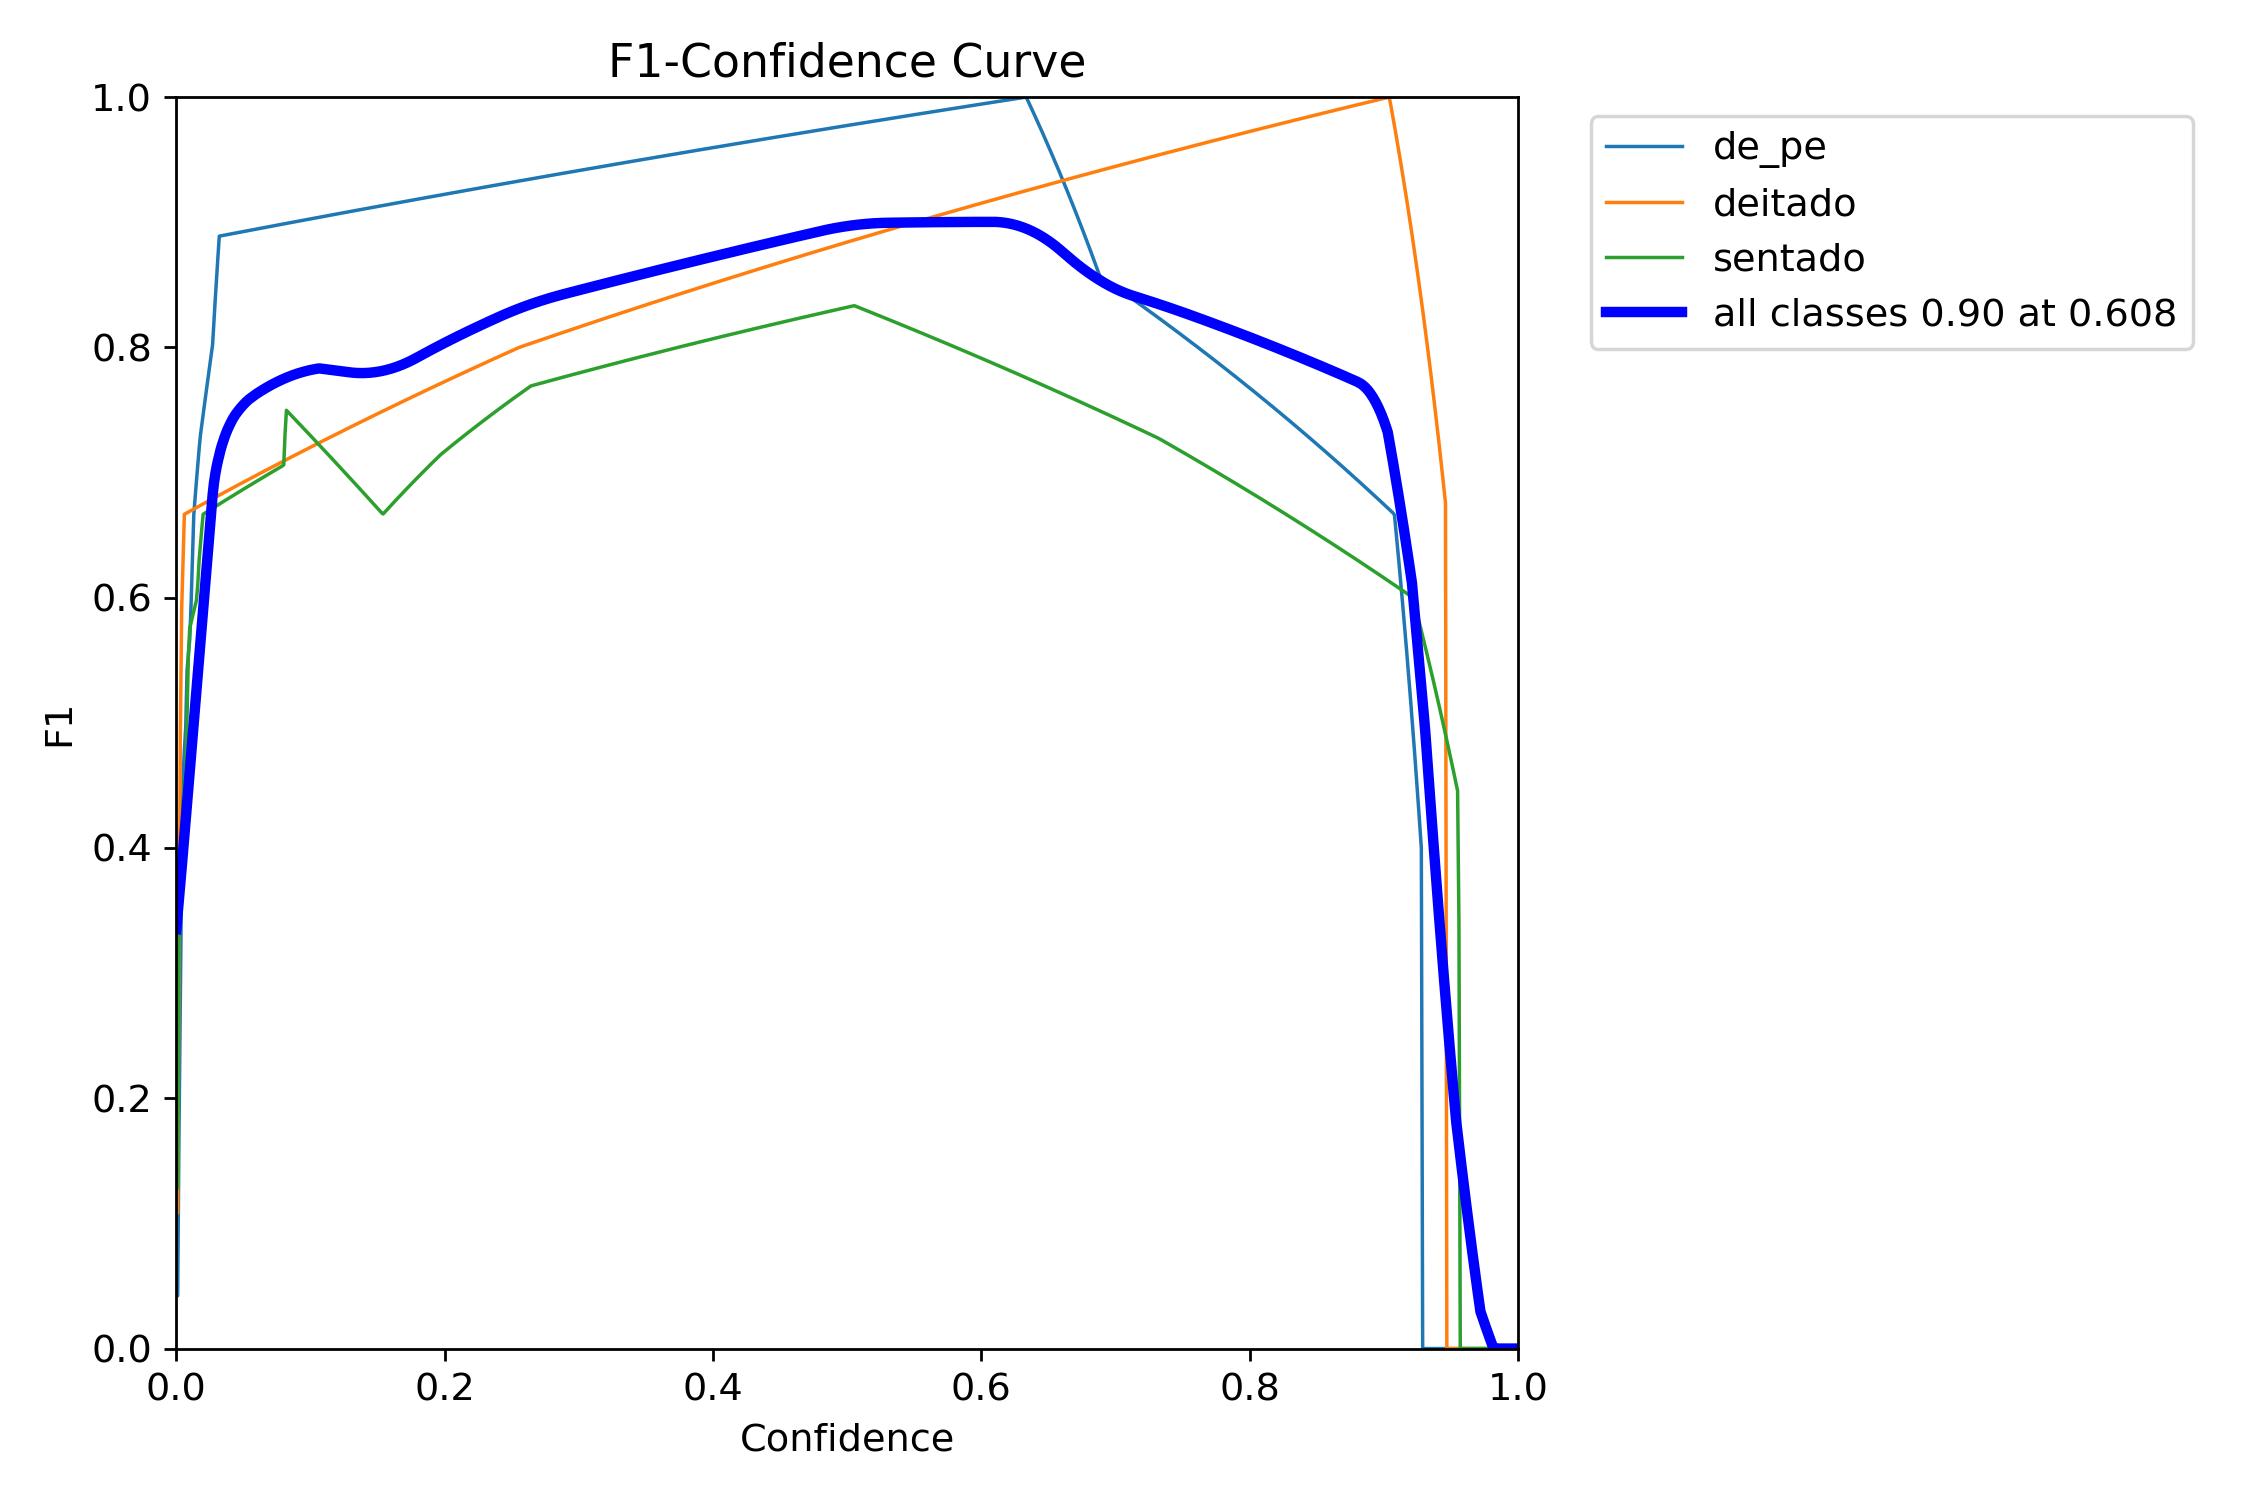 F1-Confidence Curve
1.0
0.8
0.6
0.4
0.2
0.0
F1
0.0 0.2 0.4 0.6 0.8 1.0
Confidence
de_pe
deitado
sentado
all classes 0.90 at 0.608